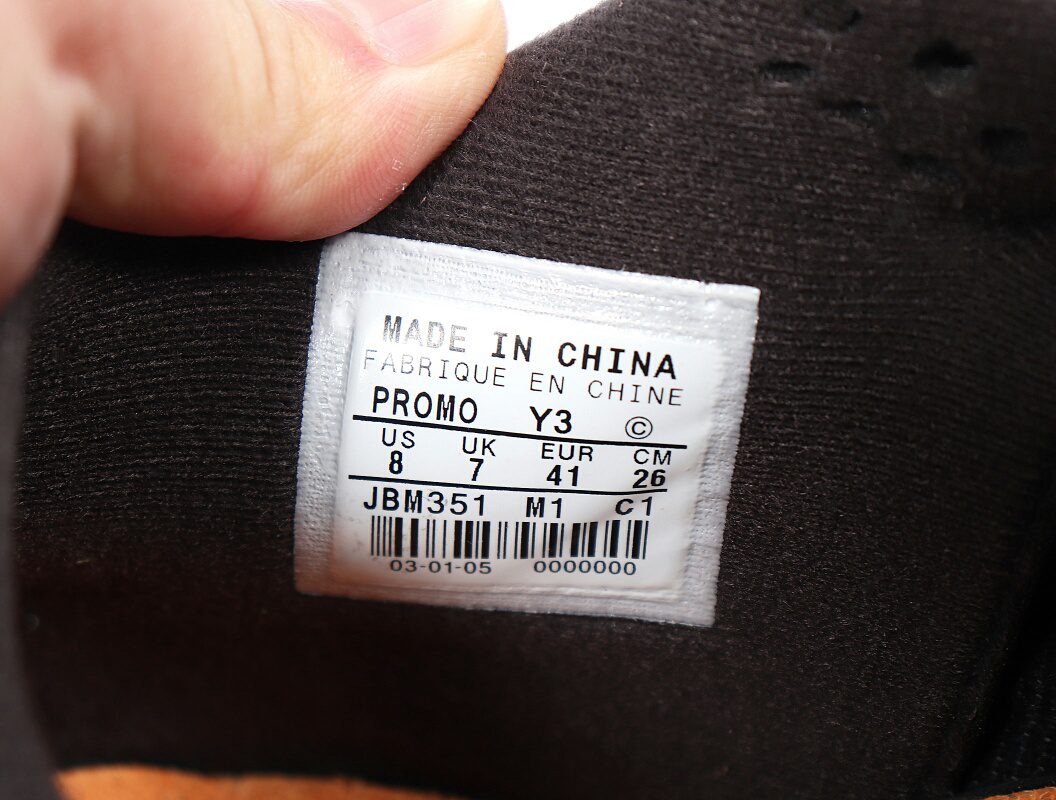 MADE IN CHINA
FABRIQUE EN CHINE
PROMO Y3 ©
US UK EUR CM
8 7 41 26
JBM351 M1 C1
03-01-05 0000000